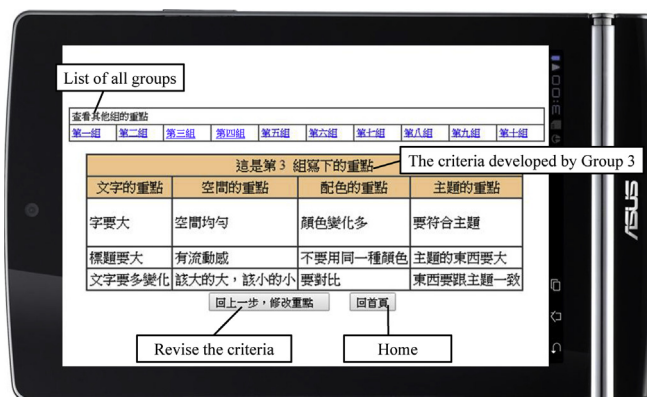 List of all groups
查看其他組的重點
第一組 第二組 第三組 第四組 第五組 第六組 第七組 第八組 第九組 第十組
這是第 3 組寫下的重點
The criteria developed by Group 3
文字的重點 空間的重點 配色的重點 主題的重點
字要大 空間均勻 顏色變化多 要符合主題
標題要大 有流動感 不要用同一種顏色 主題的東西要大
文字要多變化 該大的大，該小的小 要對比 東西要跟主題一致
回上一步，修改重點 回首頁
Revise the criteria Home
ASUS